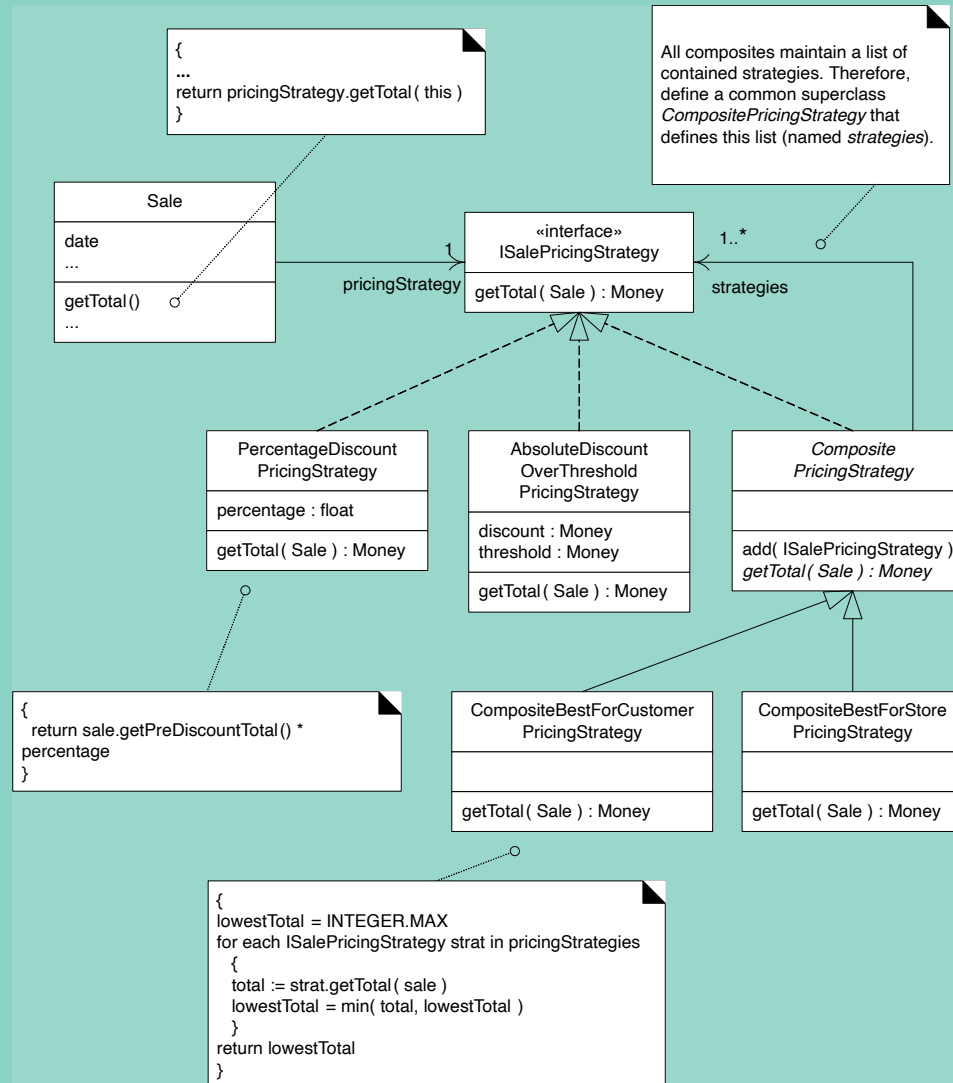 {
...
return pricingStrategy.getTotal( this )
}
All composites maintain a list of
contained strategies. Therefore,
define a common superclass
CompositePricingStrategy that
defines this list (named strategies).
Sale
date
...
getTotal()
...
1
pricingStrategy
«interface»
ISalePricingStrategy
getTotal( Sale ) : Money
1..*
strategies
PercentageDiscount
PricingStrategy
percentage : float
getTotal( Sale ) : Money
AbsoluteDiscount
OverThreshold
PricingStrategy
discount : Money
threshold : Money
getTotal( Sale ) : Money
Composite
PricingStrategy
add( ISalePricingStrategy )
getTotal( Sale ) : Money
{
return sale.getPreDiscountTotal() *
percentage
}
CompositeBestForCustomer
PricingStrategy
getTotal( Sale ) : Money
CompositeBestForStore
PricingStrategy
getTotal( Sale ) : Money
{
lowestTotal = INTEGER.MAX
for each ISalePricingStrategy strat in pricingStrategies
{
total := strat.getTotal( sale )
lowestTotal = min( total, lowestTotal )
}
return lowestTotal
}